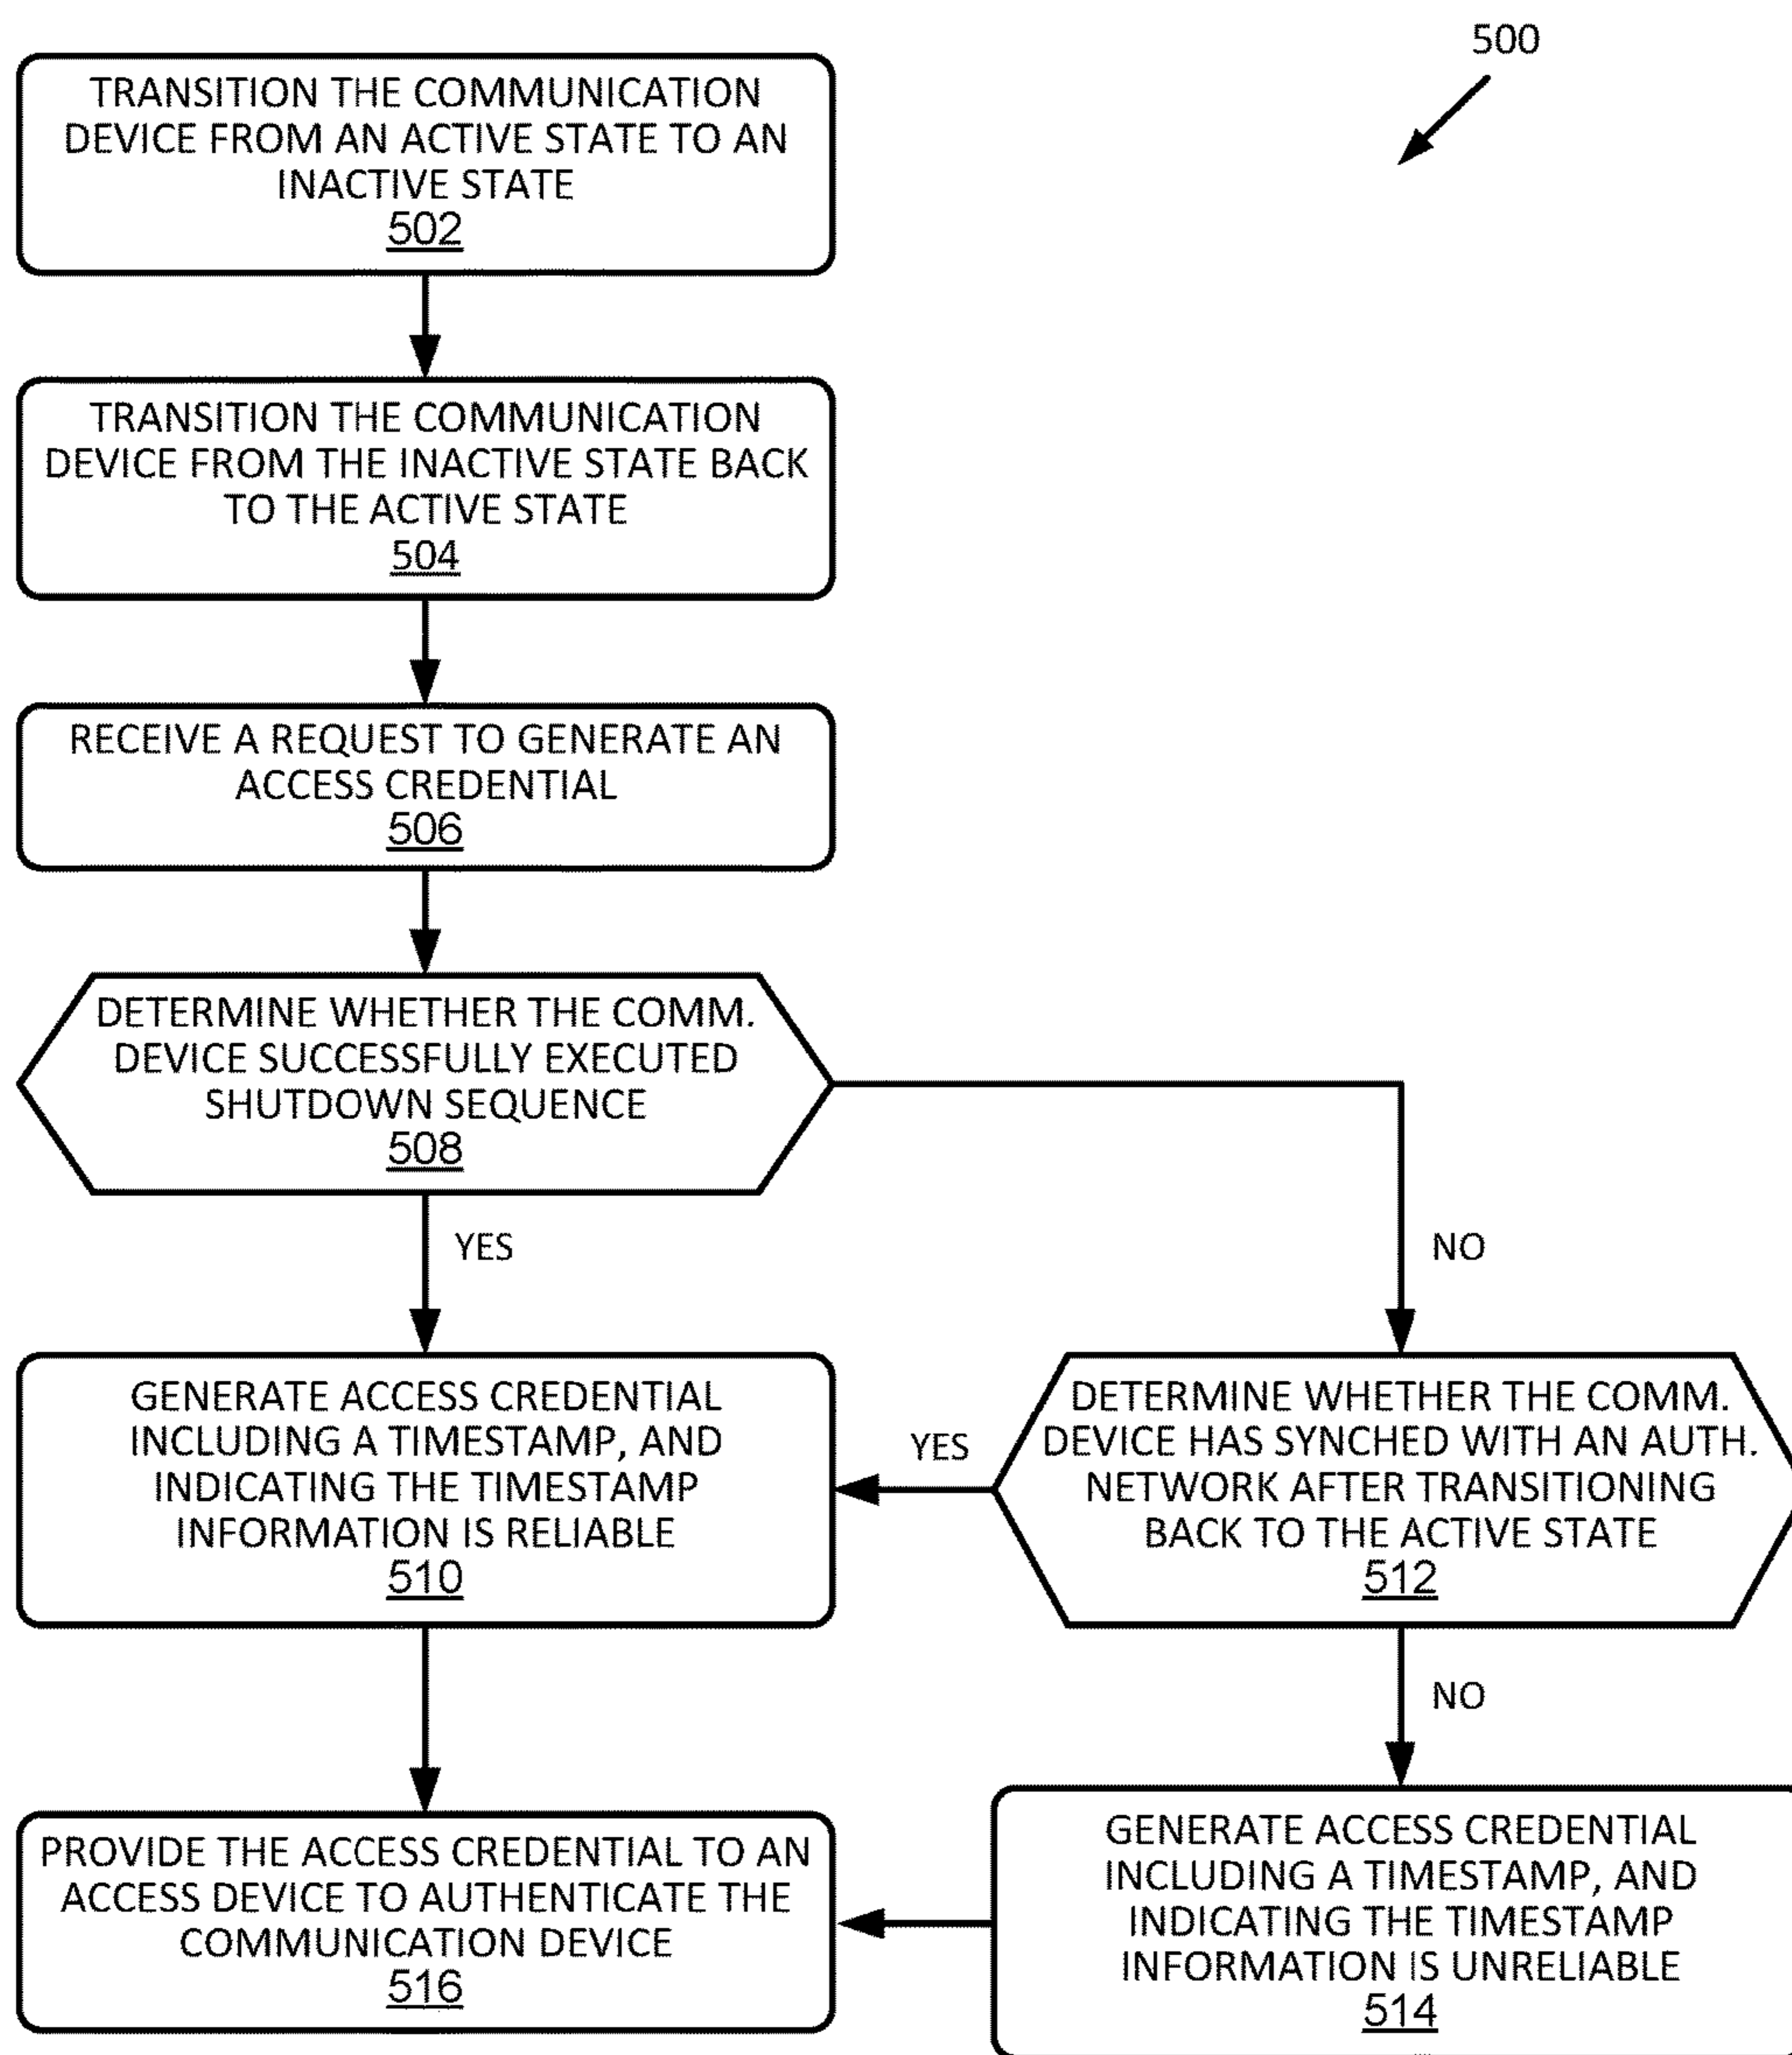 500
TRANSITION THE COMMUNICATION
DEVICE FROM AN ACTIVE STATE TO AN
INACTIVE STATE
502
TRANSITION THE COMMUNICATION
DEVICE FROM THE INACTIVE STATE BACK
TO THE ACTIVE STATE
504
RECEIVE A REQUEST TO GENERATE AN
ACCESS CREDENTIAL
506
DETERMINE WHETHER THE COMM.
DEVICE SUCCESSFULLY EXECUTED
SHUTDOWN SEQUENCE
508
YES
NO
GENERATE ACCESS CREDENTIAL
INCLUDING A TIMESTAMP, AND
INDICATING THE TIMESTAMP
INFORMATION IS RELIABLE
510
YES
DETERMINE WHETHER THE COMM.
DEVICE HAS SYNCHED WITH AN AUTH.
NETWORK AFTER TRANSITIONING
BACK TO THE ACTIVE STATE
512
NO
GENERATE ACCESS CREDENTIAL
INCLUDING A TIMESTAMP, AND
INDICATING THE TIMESTAMP
INFORMATION IS UNRELIABLE
514
PROVIDE THE ACCESS CREDENTIAL TO AN
ACCESS DEVICE TO AUTHENTICATE THE
COMMUNICATION DEVICE
516